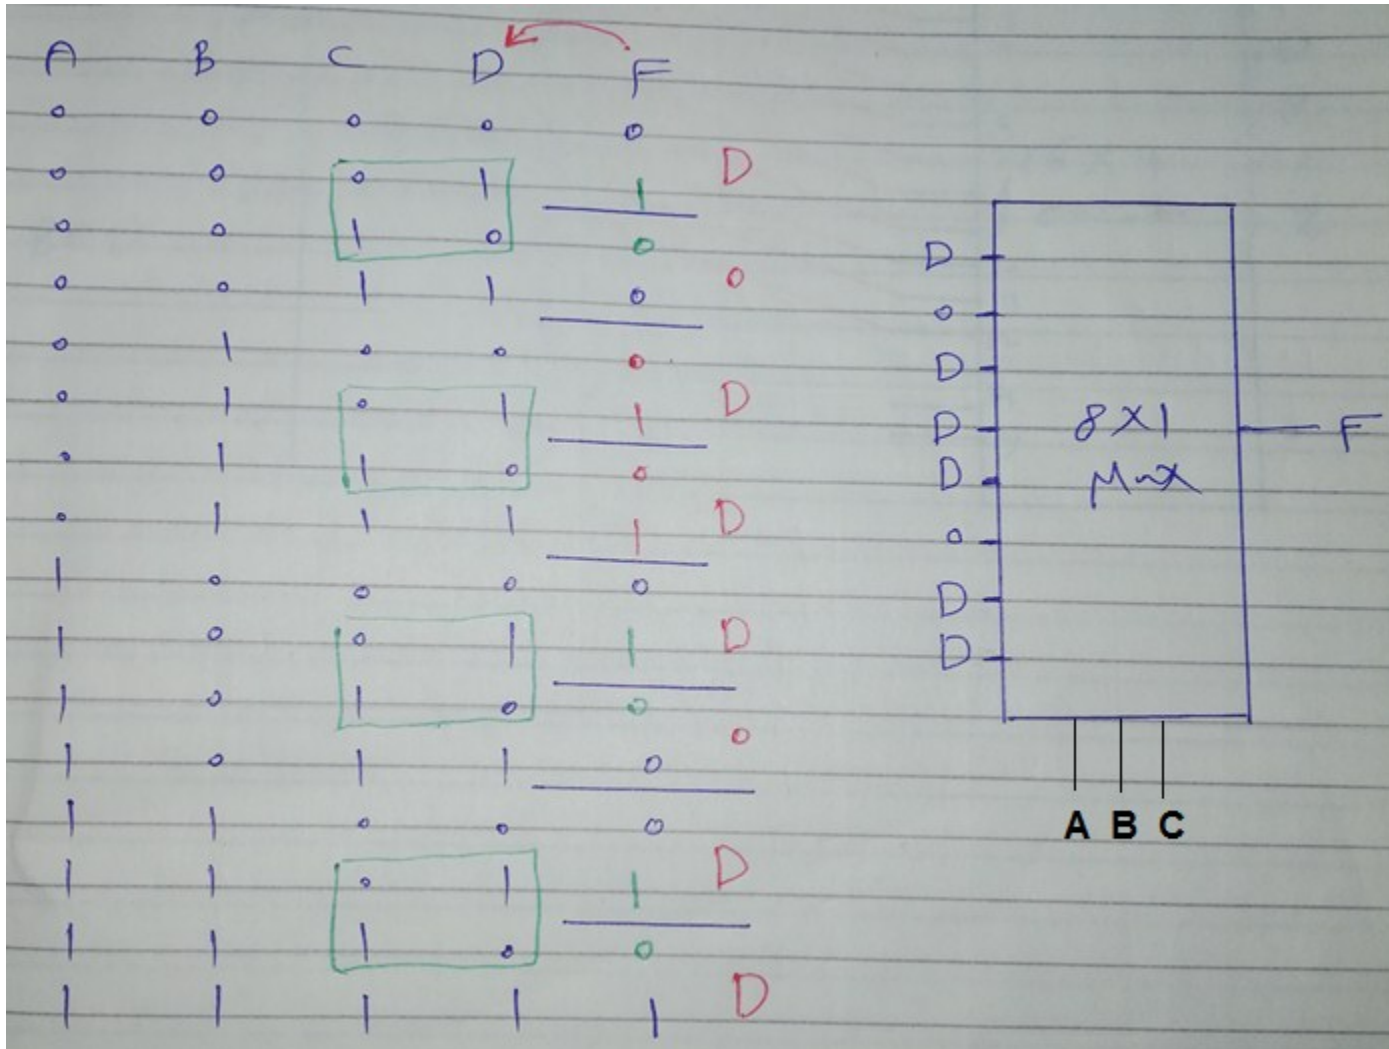 A B C D F
0 0 0 0 0
0 0 0 1 1 D
0 0 1 0 0
0 0 1 1 0 0
0 1 0 0 0
0 1 0 1 1 D
0 1 1 0 0
0 1 1 1 1 D
1 0 0 0 0
1 0 0 1 1 D
1 0 1 0 0
1 0 1 1 0 0
1 1 0 0 0
1 1 0 1 1 D
1 1 1 0 0
1 1 1 1 1 D
D
0
D
D
D
0
D
D
8X1
Mux
F
A B C